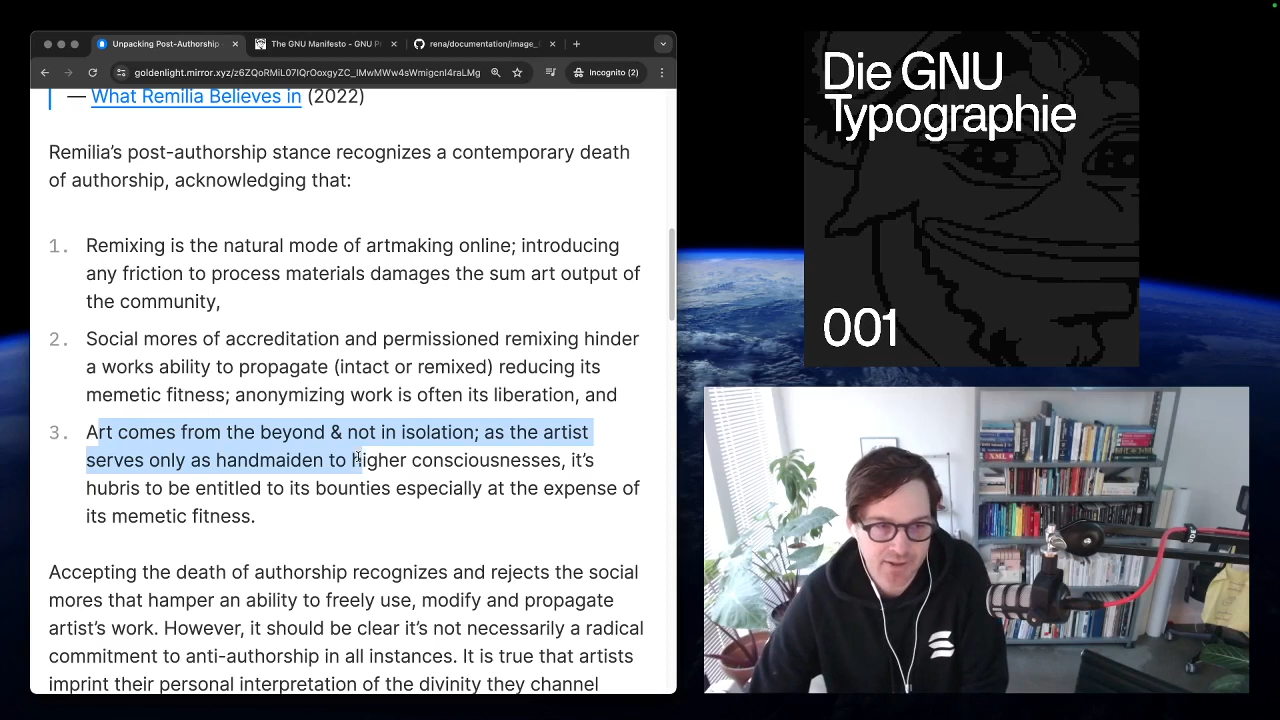 Unpacking Post-Authorship
The GNU Manifesto - GNU P
rena/documentation/image_
goldenlight.mirror.xyz/z6ZQoRMiL07IQrOoxgyZC_IMwMWw4sWmigcnI4raLMg
Incognito (2)
— What Remilia Believes in (2022)
Remilia’s post-authorship stance recognizes a contemporary death
of authorship, acknowledging that:
1. Remixing is the natural mode of artmaking online; introducing
any friction to process materials damages the sum art output of
the community,
2. Social mores of accreditation and permissioned remixing hinder
a works ability to propagate (intact or remixed) reducing its
memetic fitness; anonymizing work is often its liberation, and
3. Art comes from the beyond & not in isolation; as the artist
serves only as handmaiden to higher consciousnesses, it’s
hubris to be entitled to its bounties especially at the expense of
its memetic fitness.
Accepting the death of authorship recognizes and rejects the social
mores that hamper an ability to freely use, modify and propagate
artist’s work. However, it should be clear it’s not necessarily a radical
commitment to anti-authorship in all instances. It is true that artists
imprint their personal interpretation of the divinity they channel
Die GNU
Typographie
001
XML